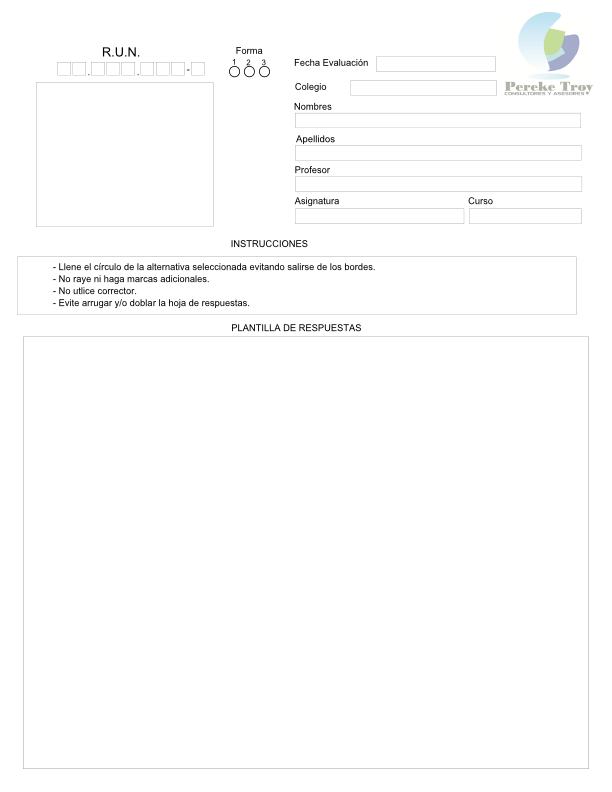 R.U.N.
Forma
1 2 3
. . -
Fecha Evaluación
Colegio
Pereke Troy
CONSULTORES Y ASESORES
Nombres
Apellidos
Profesor
Asignatura Curso
INSTRUCCIONES
- Llene el círculo de la alternativa seleccionada evitando salirse de los bordes.
- No raye ni haga marcas adicionales.
- No utlice corrector.
- Evite arrugar y/o doblar la hoja de respuestas.
PLANTILLA DE RESPUESTAS